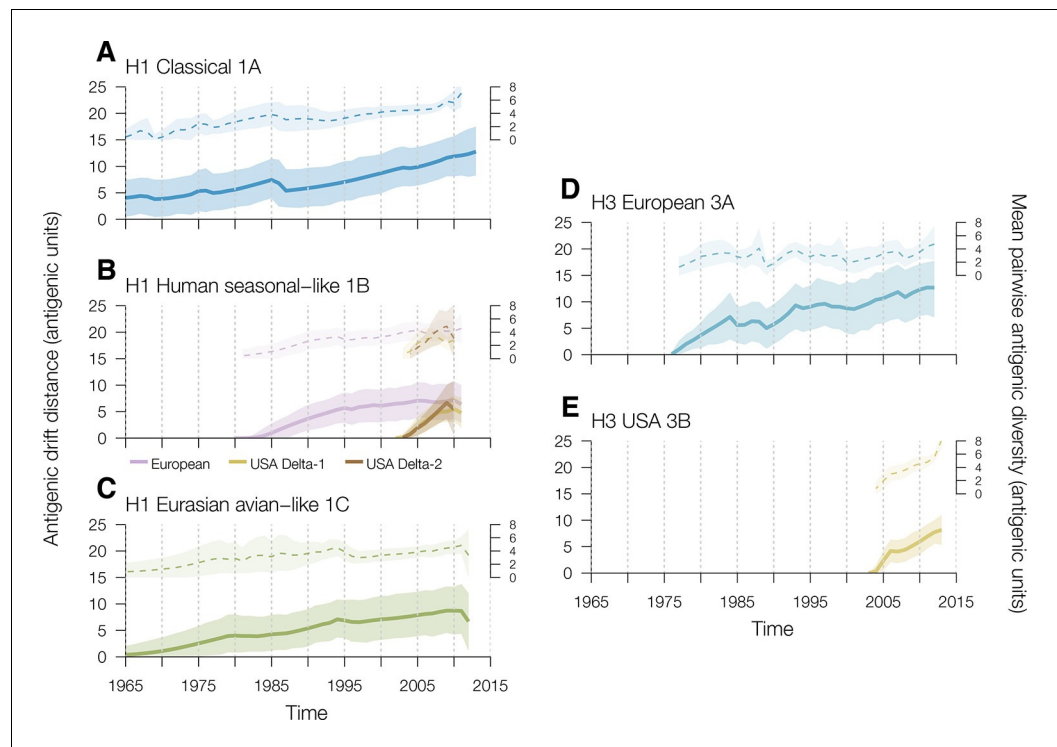 A
H1 Classical 1A
25
20
15
10
5
0
8
6
4
2
0
B
H1 Human seasonal–like 1B
25
20
15
10
5
0
8
6
4
2
0
European
USA Delta-1
USA Delta-2
C
H1 Eurasian avian–like 1C
25
20
15
10
5
0
8
6
4
2
0
1965 1975 1985 1995 2005 2015
Time
Antigenic drift distance (antigenic units)
D
H3 European 3A
25
20
15
10
5
0
8
6
4
2
0
E
H3 USA 3B
25
20
15
10
5
0
8
6
4
2
0
1965 1975 1985 1995 2005 2015
Time
Mean pairwise antigenic diversity (antigenic units)